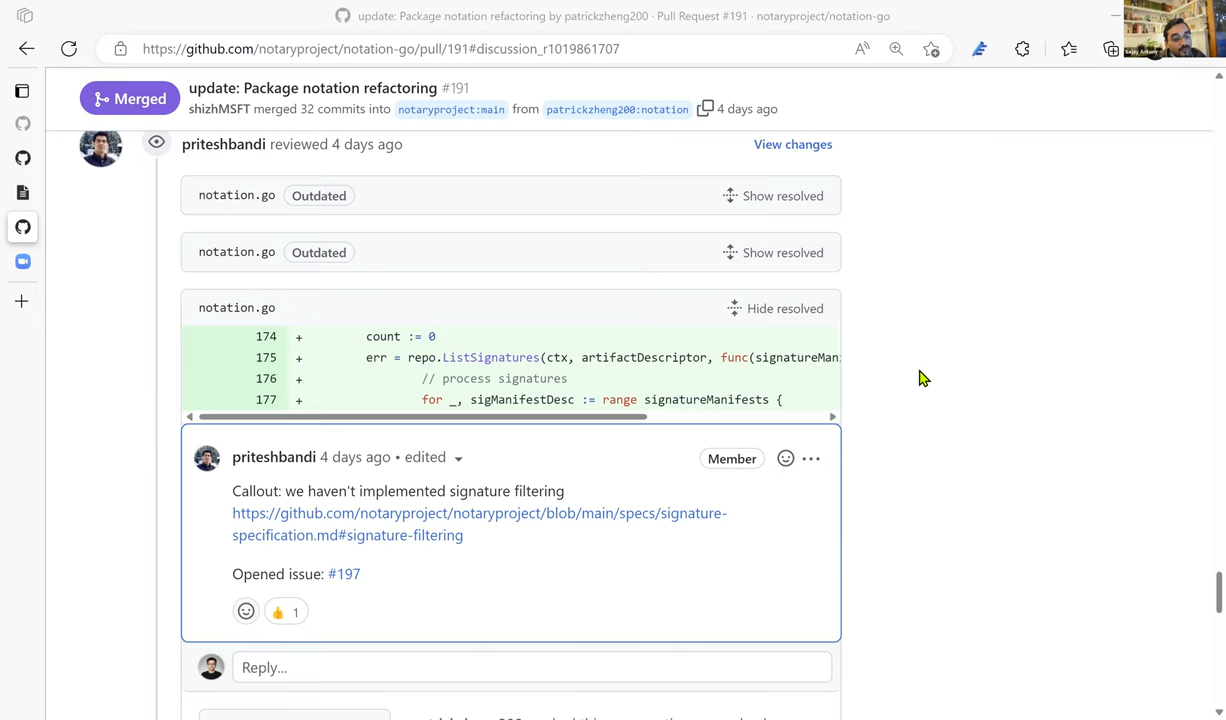 update: Package notation refactoring by patrickzheng200 · Pull Request #191 · notaryproject/notation-go
https://github.com/notaryproject/notation-go/pull/191#discussion_r1019861707
Sajay Antony
Merged
update: Package notation refactoring #191
shizhMSFT merged 32 commits into notaryproject:main from patrickzheng200:notation 4 days ago
priteshbandi reviewed 4 days ago
View changes
notation.go Outdated Show resolved
notation.go Outdated Show resolved
notation.go Hide resolved
174 + count := 0
175 + err = repo.ListSignatures(ctx, artifactDescriptor, func(signatureMani
176 + // process signatures
177 + for _, sigManifestDesc := range signatureManifests {
priteshbandi 4 days ago • edited Member
Callout: we haven't implemented signature filtering
https://github.com/notaryproject/notaryproject/blob/main/specs/signature-
specification.md#signature-filtering
Opened issue: #197
1
Reply...